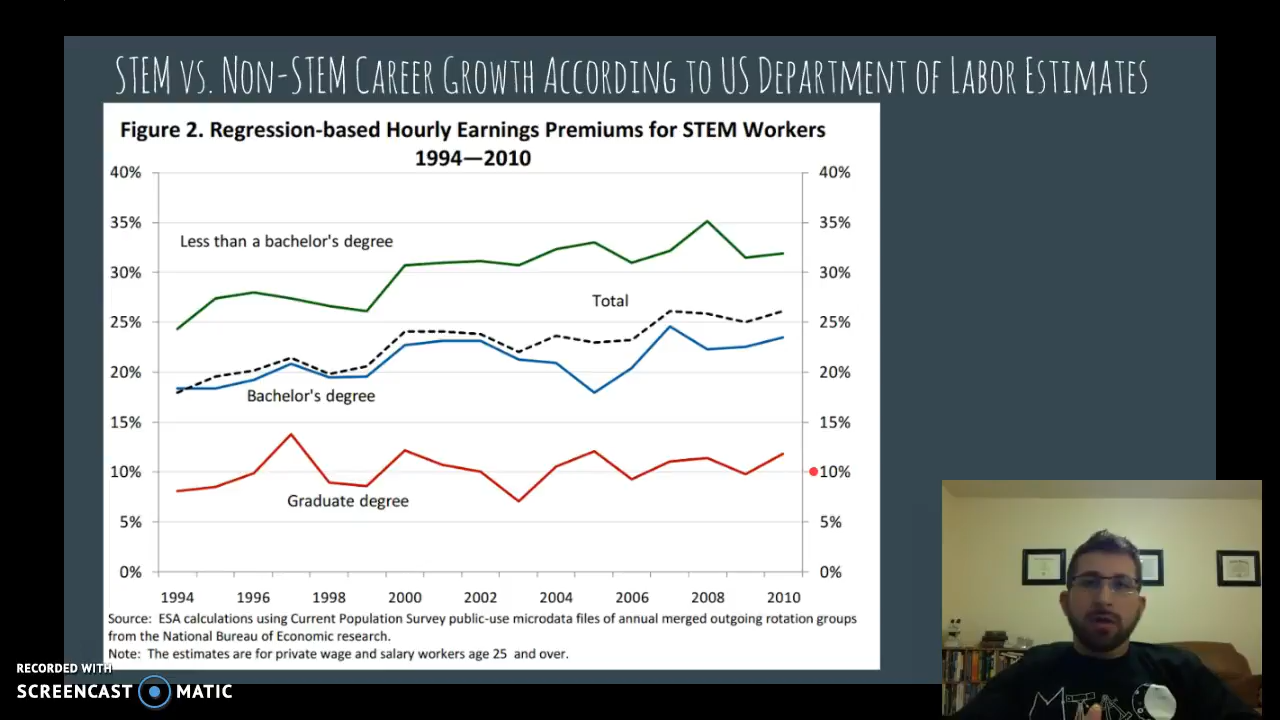 STEM VS. NON-STEM CAREER GROWTH ACCORDING TO US DEPARTMENT OF LABOR ESTIMATES
Figure 2. Regression-based Hourly Earnings Premiums for STEM Workers
1994—2010
40% 40%
35% 35%
Less than a bachelor's degree
30% 30%
Total
25% 25%
20% 20%
Bachelor's degree
15% 15%
10% 10%
Graduate degree
5% 5%
0% 0%
1994 1996 1998 2000 2002 2004 2006 2008 2010
Source: ESA calculations using Current Population Survey public-use microdata files of annual merged outgoing rotation groups
from the National Bureau of Economic research.
Note: The estimates are for private wage and salary workers age 25 and over.
RECORDED WITH
SCREENCAST MATIC